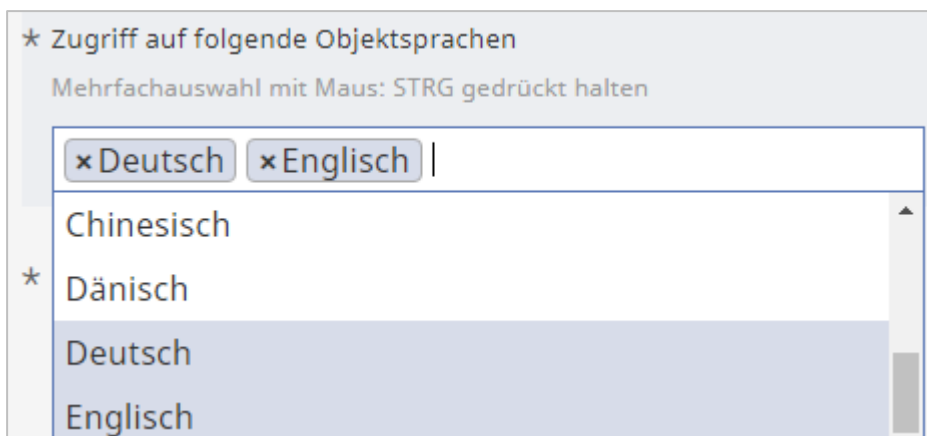 * Zugriff auf folgende Objektsprachen
Mehrfachauswahl mit Maus: STRG gedrückt halten
×Deutsch ×Englisch
Chinesisch
*
Dänisch
Deutsch
Englisch